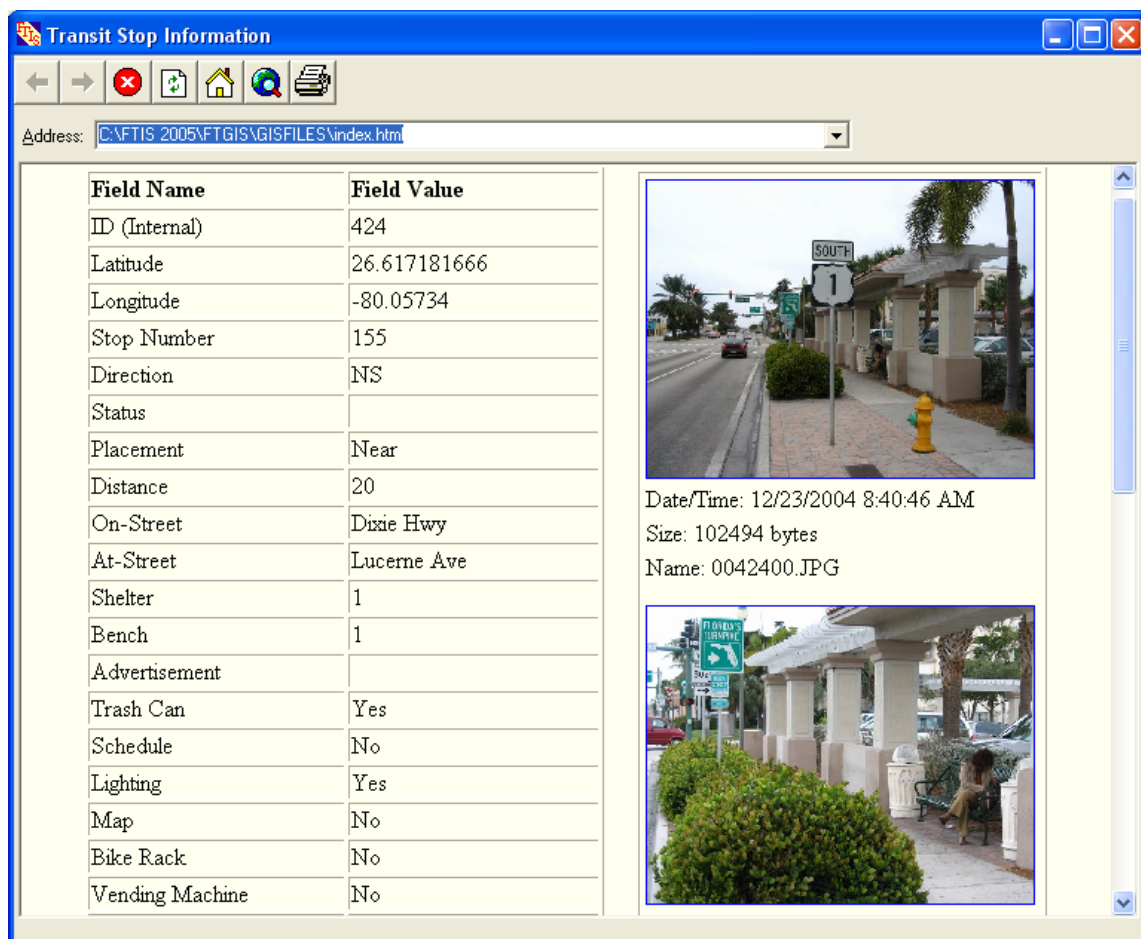 Transit Stop Information
Address: C:\FTIS 2005\FTGIS\GISFILES\index.html
Field Name Field Value
ID (Internal) 424
Latitude 26.617181666
Longitude -80.05734
Stop Number 155
Direction NS
Status
Placement Near
Distance 20
On-Street Dixie Hwy
At-Street Lucerne Ave
Shelter 1
Bench 1
Advertisement
Trash Can Yes
Schedule No
Lighting Yes
Map No
Bike Rack No
Vending Machine No
SOUTH
1
Date/Time: 12/23/2004 8:40:46 AM
Size: 102494 bytes
Name: 0042400.JPG
FLORIDA'S
TURNPIKE